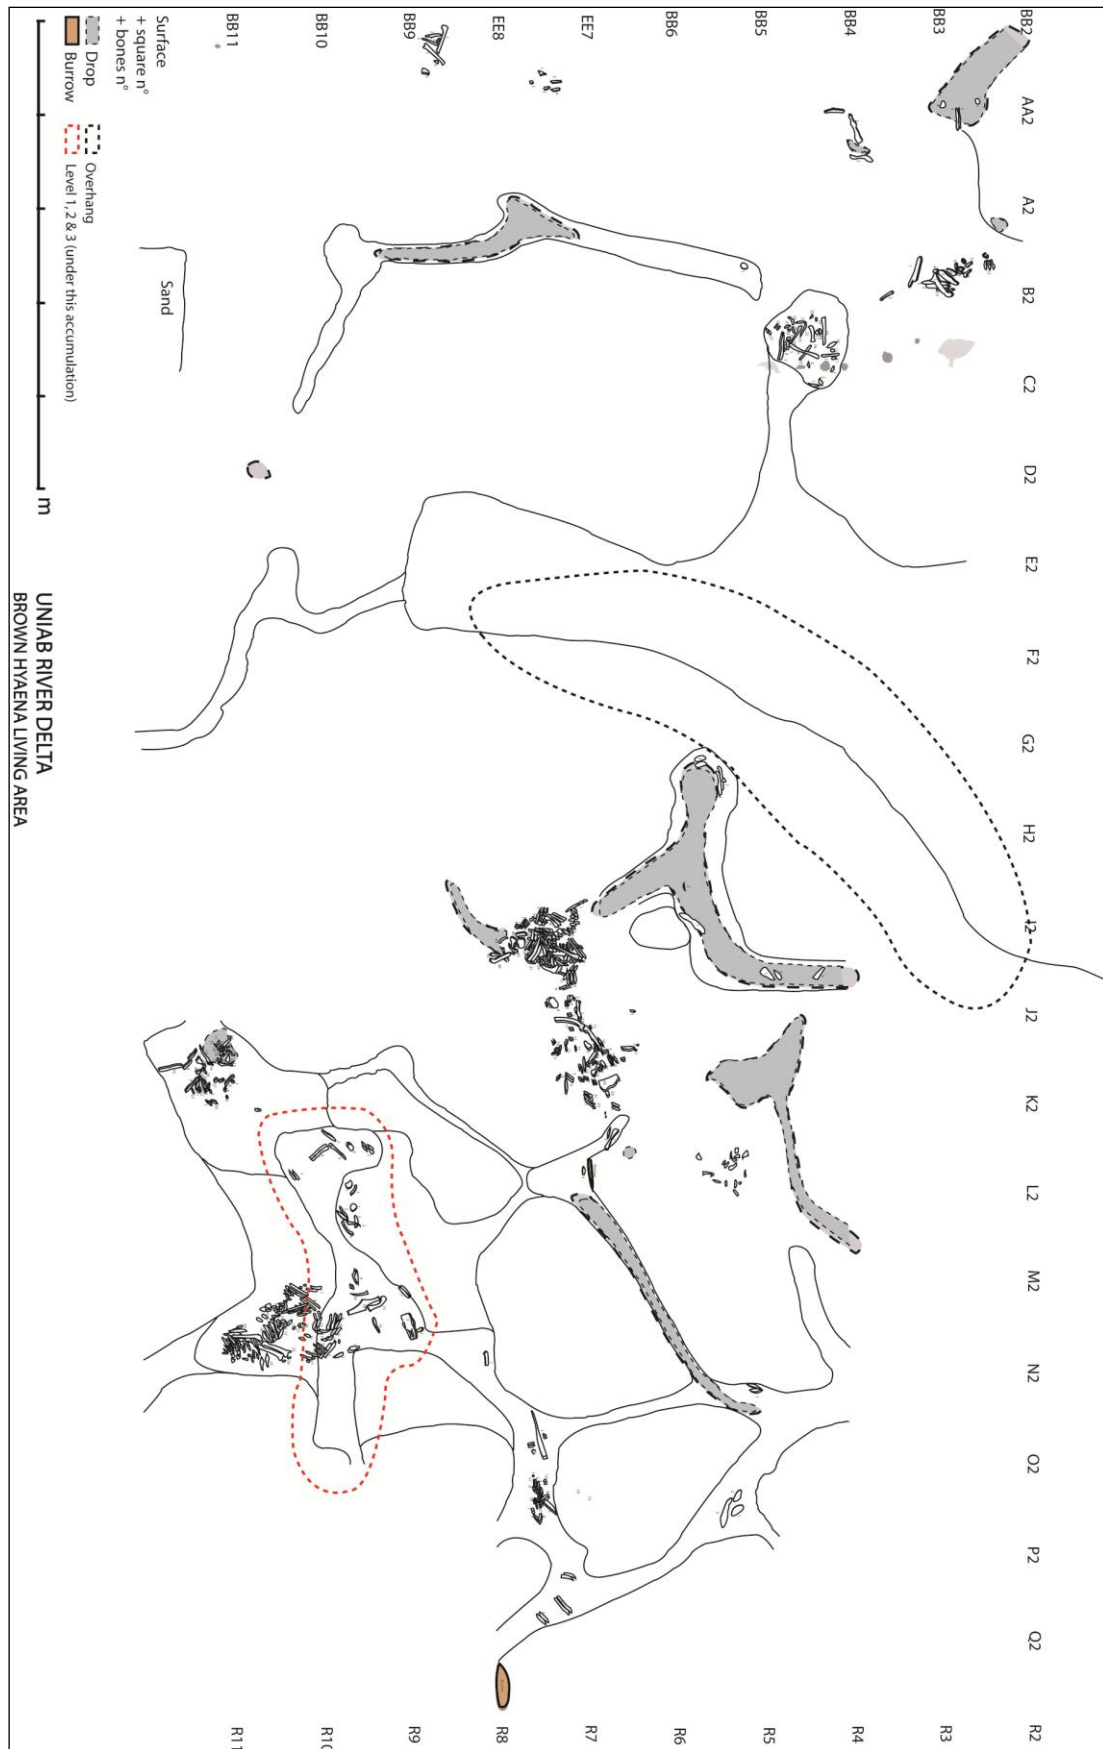 BB2
BB3
BB4
BB5
BB6
EE7
EE8
BB9
BB10
BB11
AA2
A2
B2
C2
D2
E2
F2
G2
H2
I2
J2
K2
L2
M2
N2
O2
P2
Q2
R2
R3
R4
R5
R6
R7
R8
R9
R10
R11
Sand
Surface
+ square n°
+ bones n°
Drop
Burrow
Overhang
Level 1, 2 & 3 (under this accumulation)
m
UNIAB RIVER DELTA
BROWN HYAENA LIVING AREA